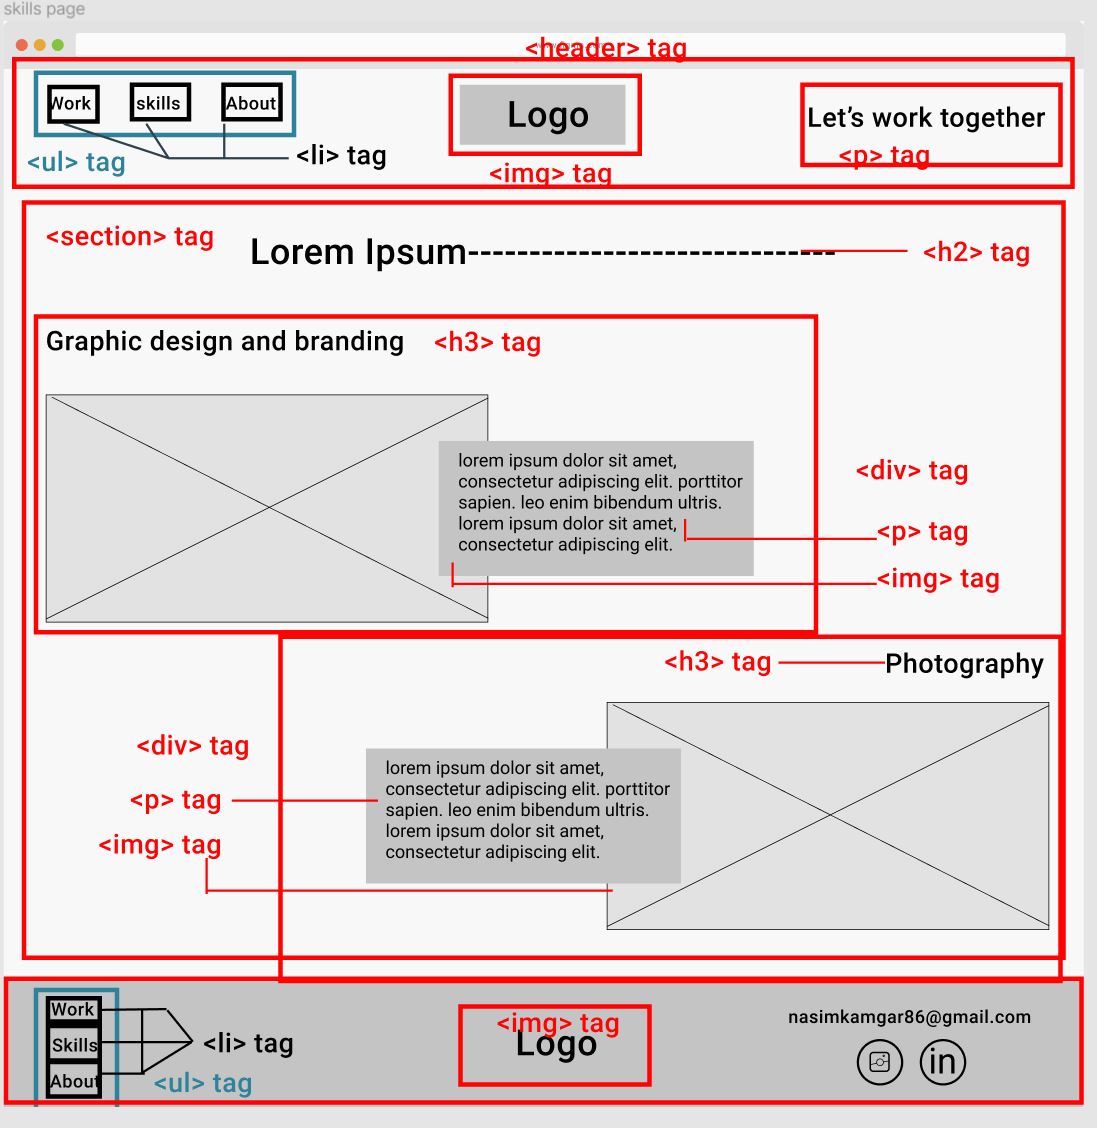 skills page
<header> tag
Work
skills
About
Logo
Let's work together
<ul> tag
<li> tag
<img> tag
<p> tag
<section> tag
Lorem Ipsum-----------------------------
<h2> tag
Graphic design and branding
<h3> tag
lorem ipsum dolor sit amet,
consectetur adipiscing elit. porttitor
sapien. leo enim bibendum ultris.
lorem ipsum dolor sit amet,
consectetur adipiscing elit.
<div> tag
<p> tag
<img> tag
<h3> tag
Photography
<div> tag
<p> tag
<img> tag
lorem ipsum dolor sit amet,
consectetur adipiscing elit. porttitor
sapien. leo enim bibendum ultris.
lorem ipsum dolor sit amet,
consectetur adipiscing elit.
Work
Skills
About
<li> tag
<ul> tag
<img> tag
Logo
nasimkamgar86@gmail.com
in